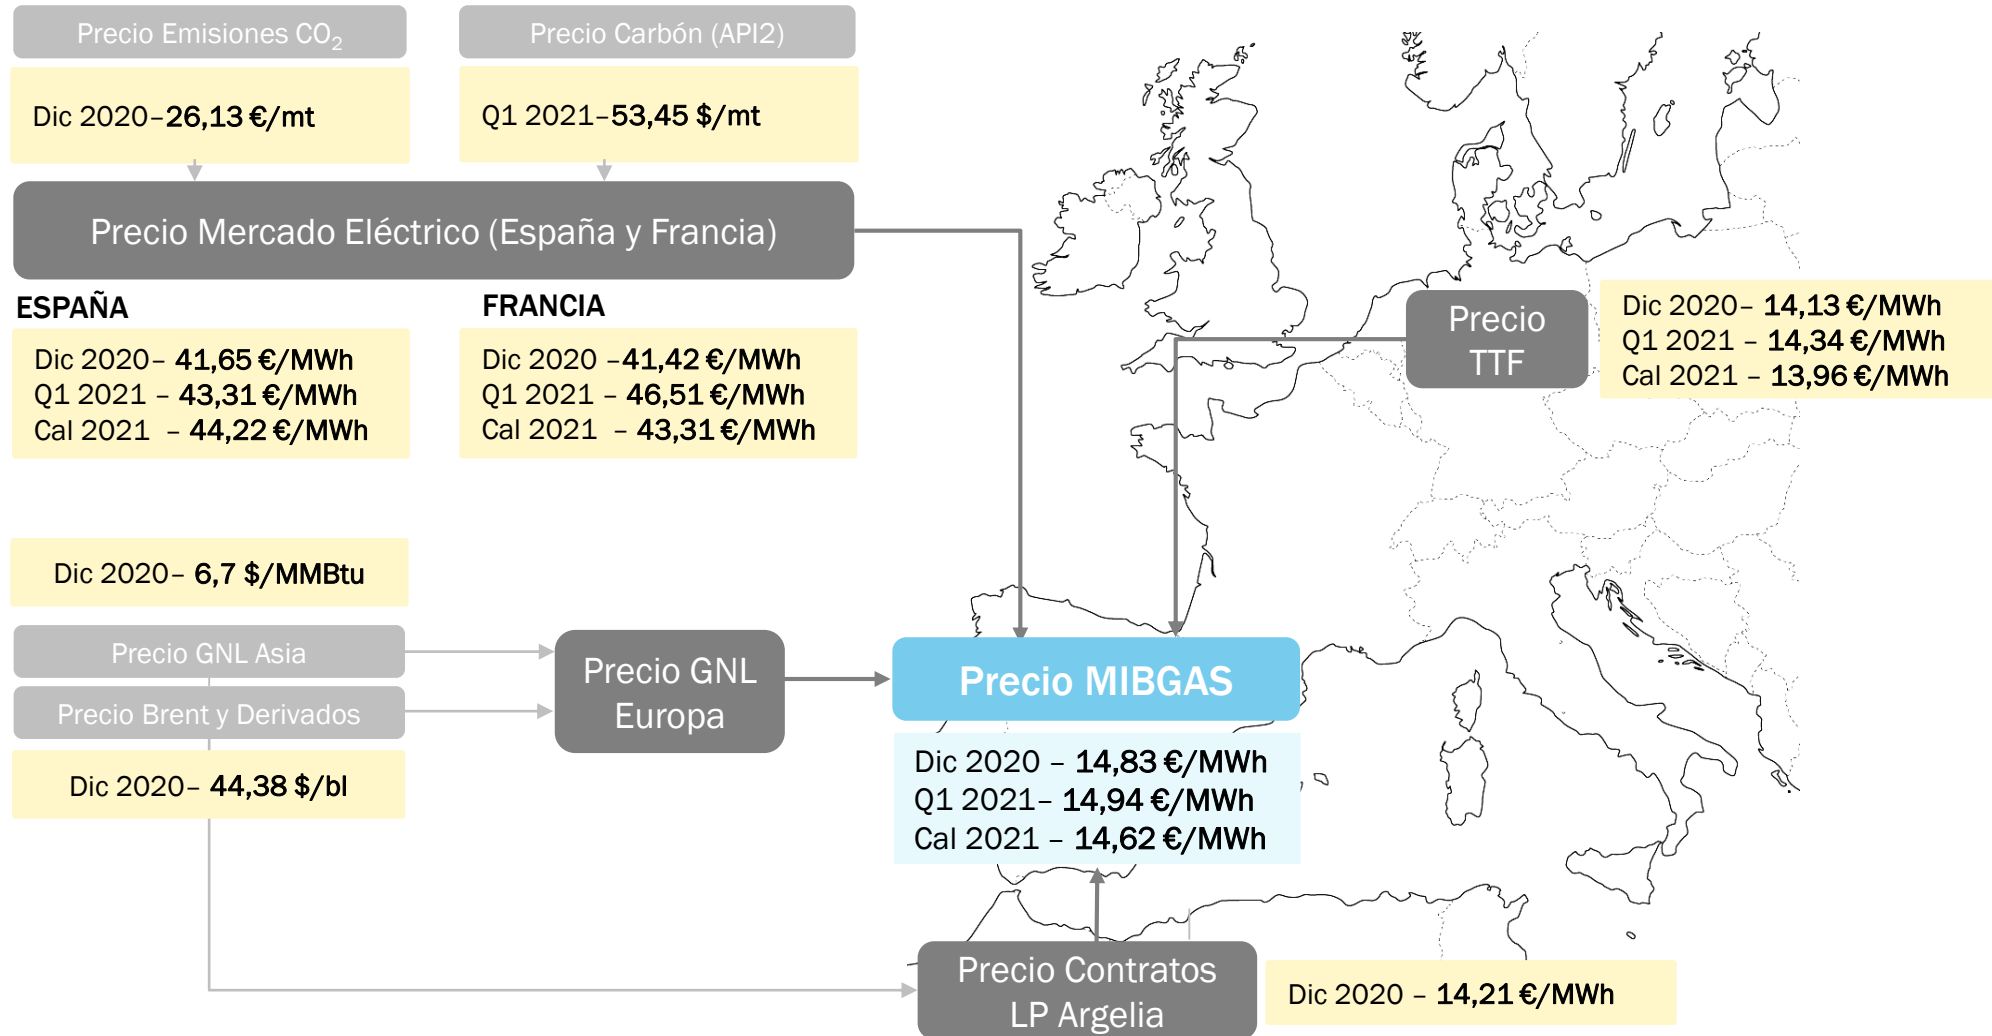 Precio Emisiones CO₂
Precio Carbón (API2)
Dic 2020–26,13 €/mt
Q1 2021–53,45 $/mt
Precio Mercado Eléctrico (España y Francia)
ESPAÑA
Dic 2020– 41,65 €/MWh
Q1 2021 – 43,31 €/MWh
Cal 2021 – 44,22 €/MWh
FRANCIA
Dic 2020 –41,42 €/MWh
Q1 2021 – 46,51 €/MWh
Cal 2021 – 43,31 €/MWh
Precio
TTF
Dic 2020– 14,13 €/MWh
Q1 2021 – 14,34 €/MWh
Cal 2021 – 13,96 €/MWh
Dic 2020– 6,7 $/MMBtu
Precio GNL Asia
Precio Brent y Derivados
Dic 2020– 44,38 $/bl
Precio GNL
Europa
Precio MIBGAS
Dic 2020 – 14,83 €/MWh
Q1 2021– 14,94 €/MWh
Cal 2021 – 14,62 €/MWh
Precio Contratos
LP Argelia
Dic 2020 – 14,21 €/MWh